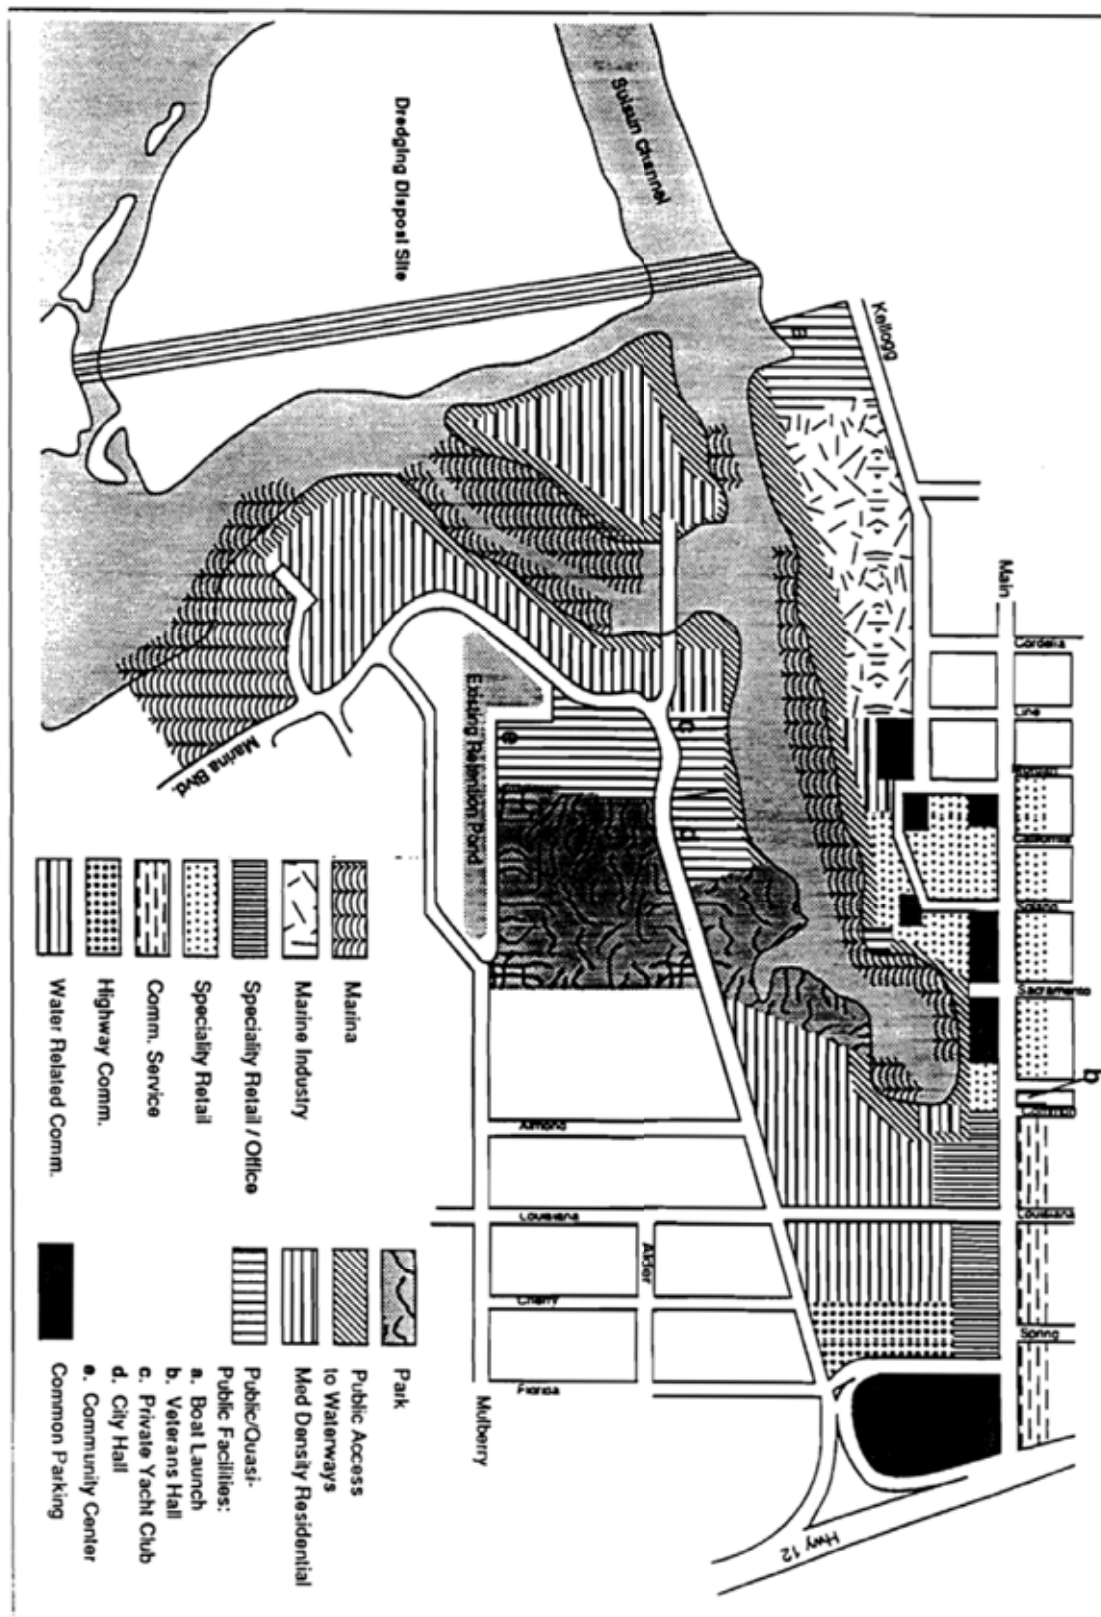 Suisun Channel
Dredging Disposal Site
Kellogg
Main
Cordelia
Line
Morgan
California
Solano
Sacramento
b
Common
Louisiana
Spring
Hwy 12
a
c
d
e
Existing Retention Pond
Marina Blvd.
Almond
Louisiana
Alder
Cherry
Florida
Mulberry
Marina
Marine Industry
Speciality Retail / Office
Speciality Retail
Comm. Service
Highway Comm.
Water Related Comm.
Park
Public Access
to Waterways
Med Density Residential
Public/Quasi-
Public Facilities:
a. Boat Launch
b. Veterans Hall
c. Private Yacht Club
d. City Hall
e. Community Center
Common Parking